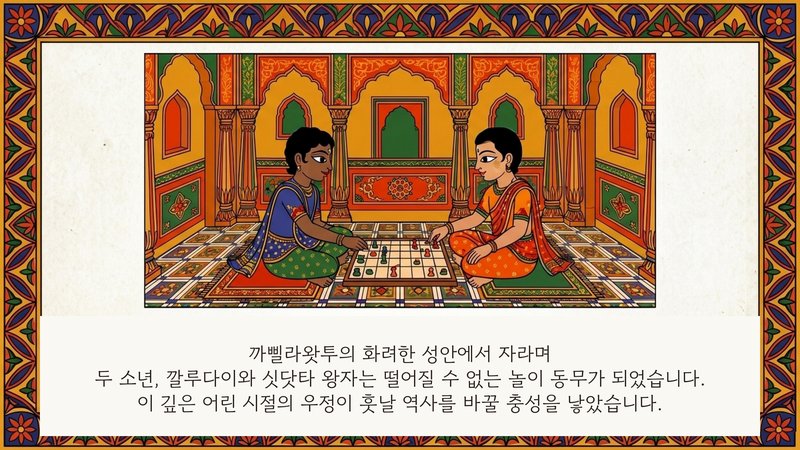 까삘라왓투의 화려한 성안에서 자라며
두 소년, 깔루다이와 싯닷타 왕자는 떨어질 수 없는 놀이 동무가 되었습니다.
이 깊은 어린 시절의 우정이 훗날 역사를 바꿀 충성을 낳았습니다.